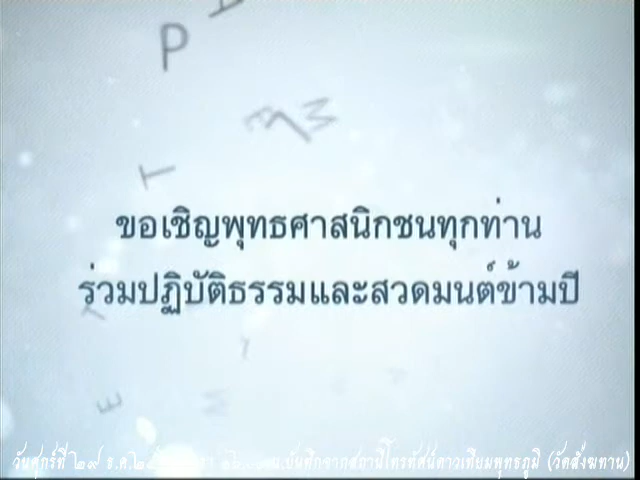 P
ขอเชิญพุทธศาสนิกชนทุกท่าน
ร่วมปฏิบัติธรรมและสวดมนต์ข้ามปี
วันศุกร์ที่ ๒๙ ธ.ค. น.บันทึกจากสถานีโทรทัศน์ดาวเทียมพุทธภูมิ (วัดสังฆทาน)